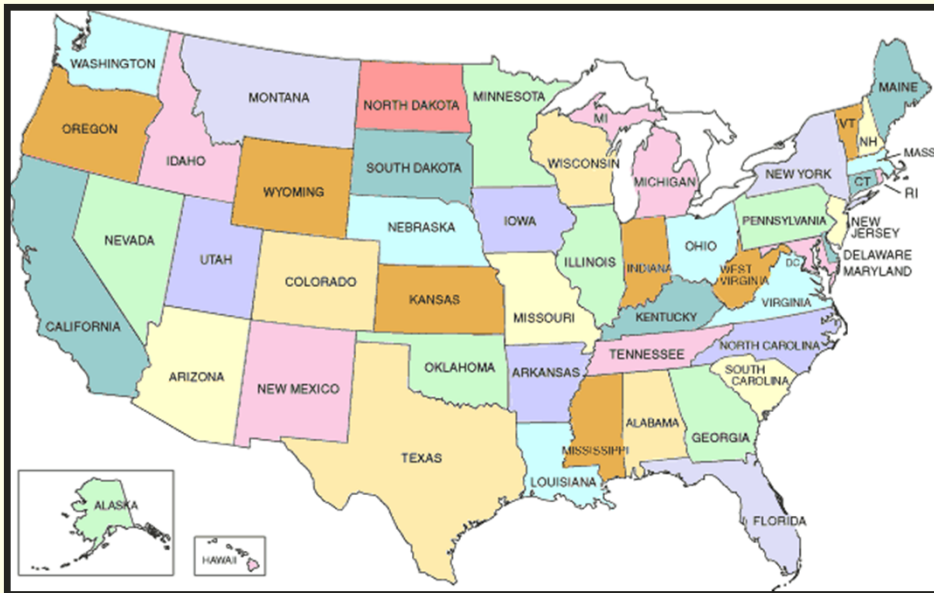 WASHINGTON
MONTANA
NORTH DAKOTA
MINNESOTA
MAINE
OREGON
IDAHO
MI
VT
NH
MASS
WISCONSIN
SOUTH DAKOTA
WYOMING
MICHIGAN
NEW YORK
CT
RI
NEVADA
NEBRASKA
IOWA
PENNSYLVANIA
NEW
JERSEY
UTAH
ILLINOIS
INDIANA
OHIO
DC
DELAWARE
MARYLAND
COLORADO
KANSAS
WEST
VIRGINIA
VIRGINIA
CALIFORNIA
MISSOURI
KENTUCKY
NORTH CAROLINA
TENNESSEE
ARIZONA
NEW MEXICO
OKLAHOMA
ARKANSAS
SOUTH
CAROLINA
TEXAS
MISSISSIPPI
ALABAMA
GEORGIA
LOUISIANA
FLORIDA
ALASKA
HAWAII